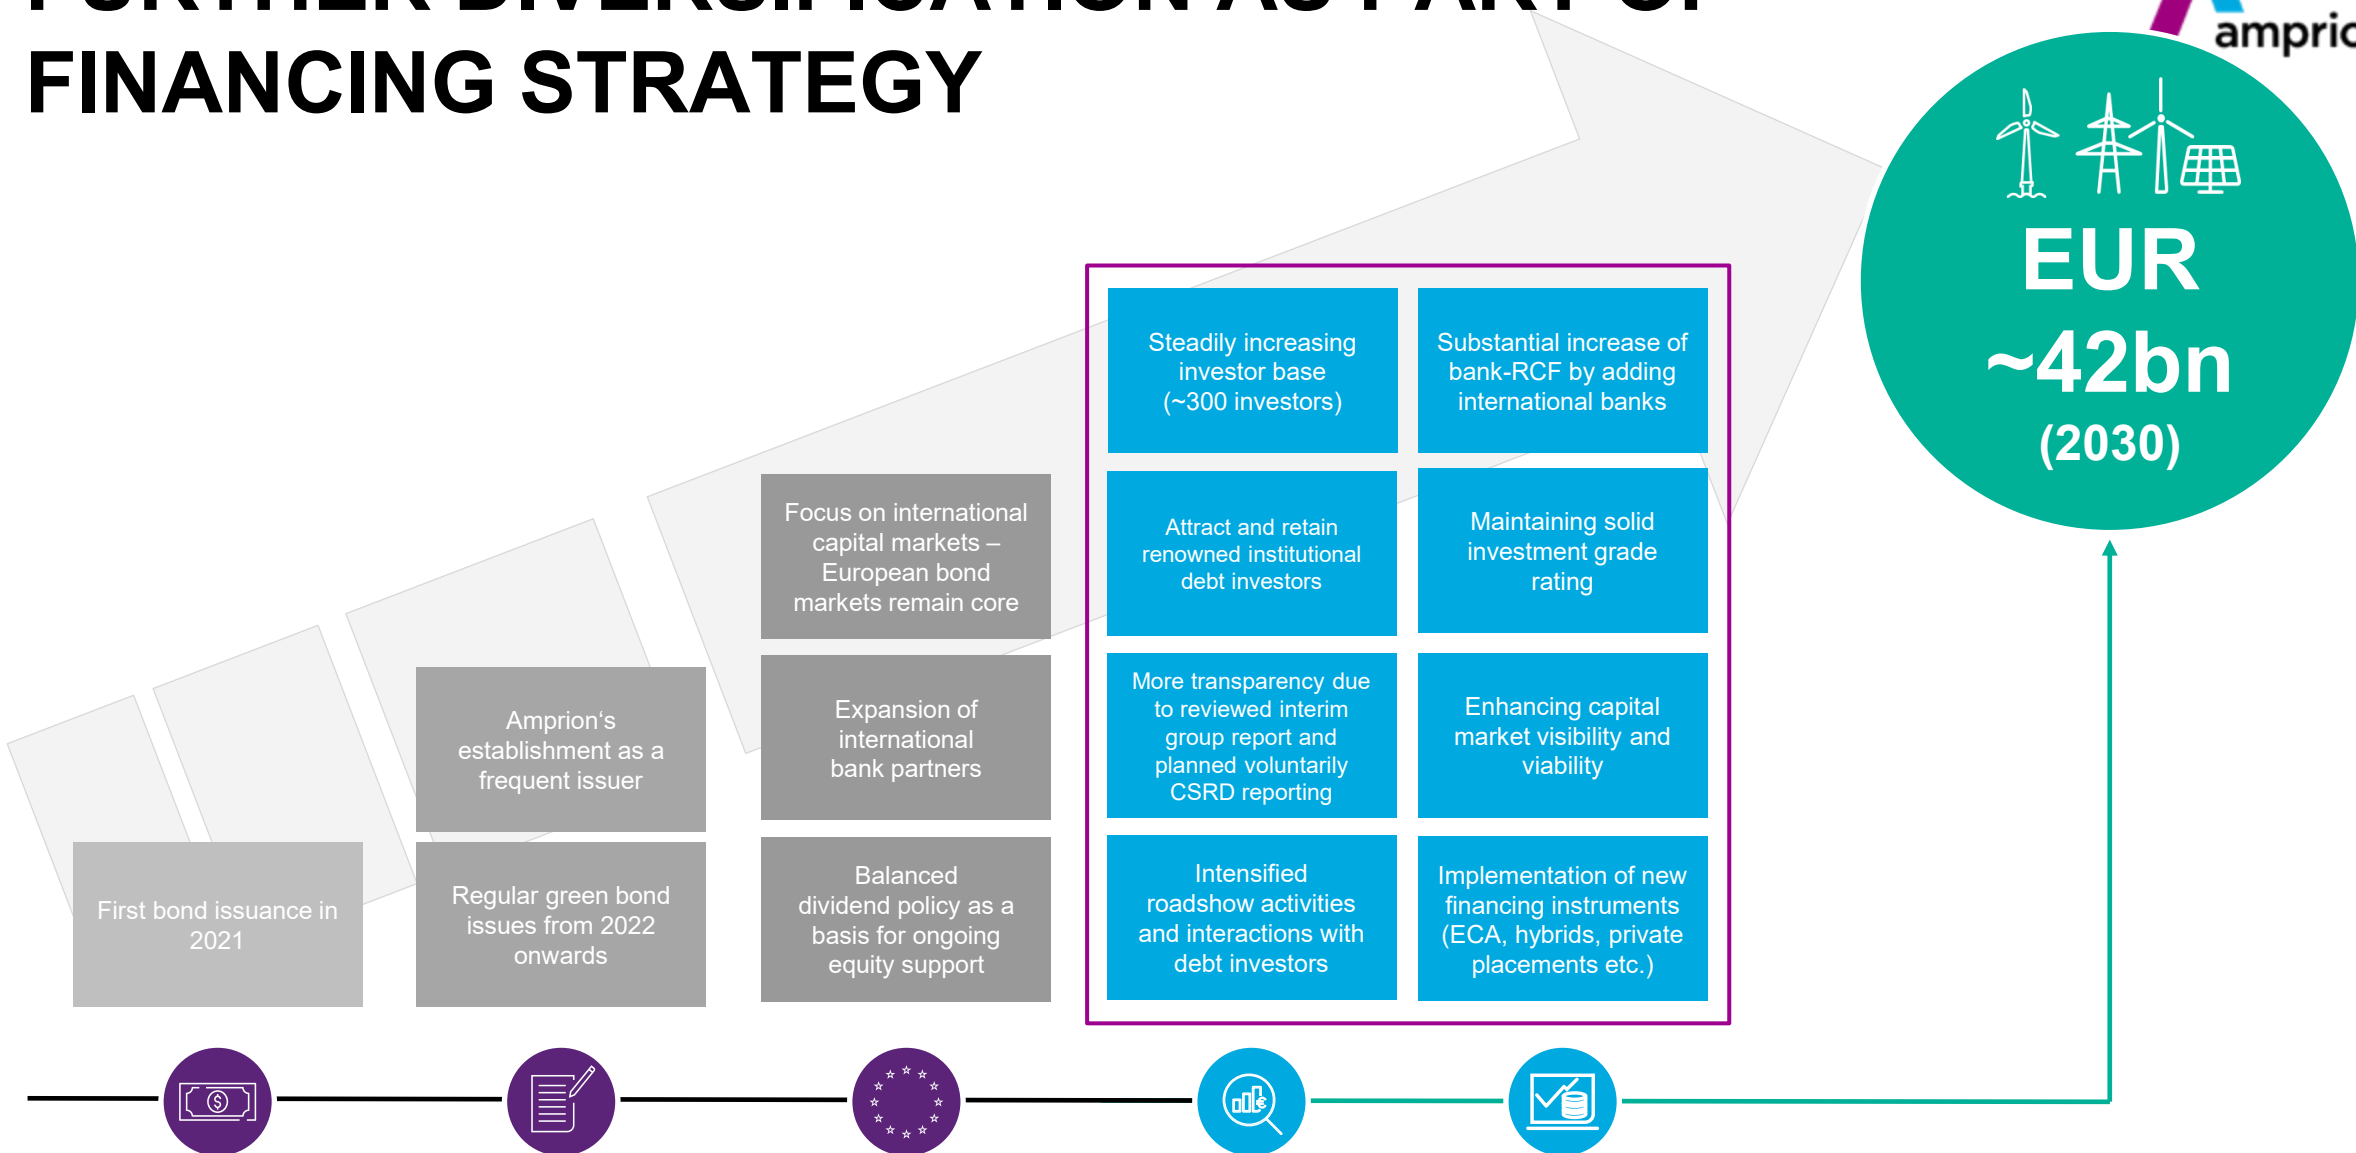 FURTHER DIVERSIFICATION AS PART OF
FINANCING STRATEGY
amprio
EUR
~42bn
(2030)
Steadily increasing
investor base
(~300 investors)
Substantial increase of
bank-RCF by adding
international banks
Focus on international
capital markets –
European bond
markets remain core
Attract and retain
renowned institutional
debt investors
Maintaining solid
investment grade
rating
Amprion‘s
establishment as a
frequent issuer
Expansion of
international
bank partners
More transparency due
to reviewed interim
group report and
planned voluntarily
CSRD reporting
Enhancing capital
market visibility and
viability
First bond issuance in
2021
Regular green bond
issues from 2022
onwards
Balanced
dividend policy as a
basis for ongoing
equity support
Intensified
roadshow activities
and interactions with
debt investors
Implementation of new
financing instruments
(ECA, hybrids, private
placements etc.)